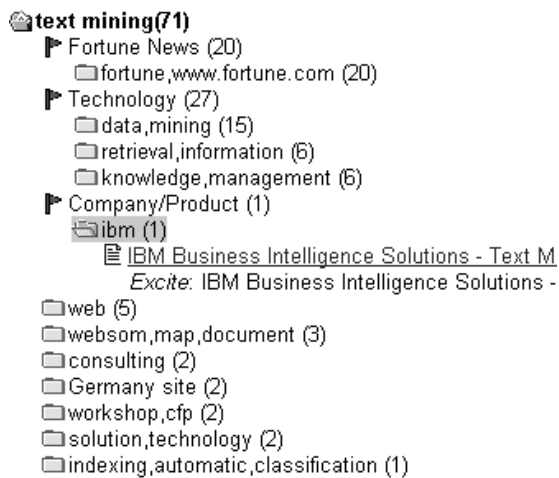 text mining(71)
Fortune News (20)
fortune,www.fortune.com (20)
Technology (27)
data,mining (15)
retrieval,information (6)
knowledge,management (6)
Company/Product (1)
ibm (1)
IBM Business Intelligence Solutions - Text M
Excite: IBM Business Intelligence Solutions -
web (5)
websom,map,document (3)
consulting (2)
Germany site (2)
workshop,cfp (2)
solution,technology (2)
indexing,automatic,classification (1)